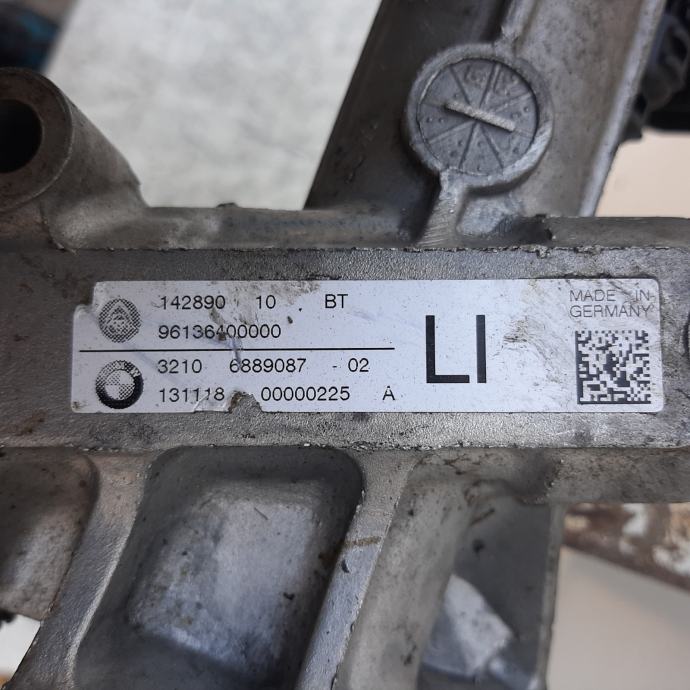 142890 10 BT
96136400000
3210 6889087 - 02
131118 00000225 A
LI
MADE IN
GERMANY